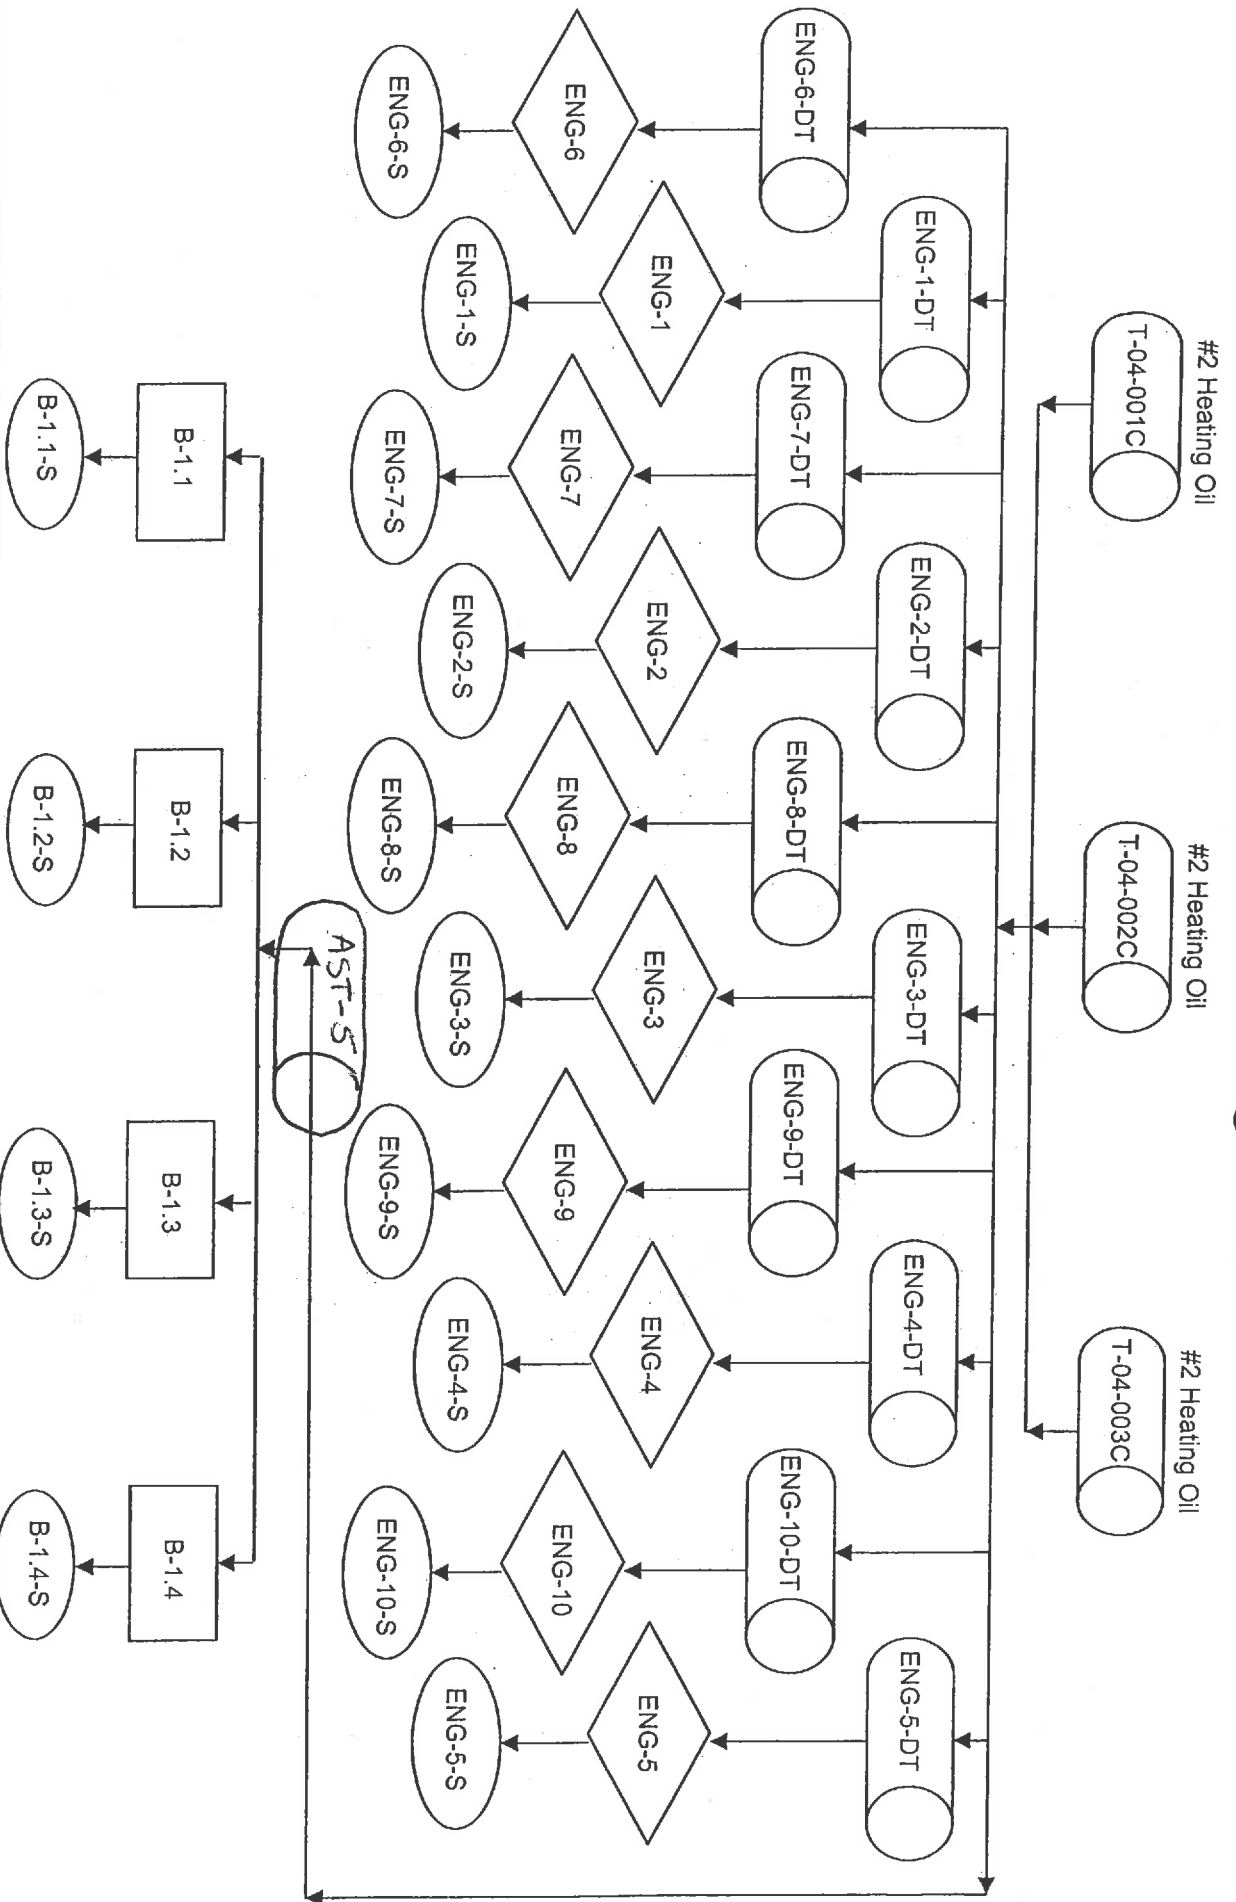 #2 Heating Oil
#2 Heating Oil
#2 Heating Oil
T-04-001C
T-04-002C
T-04-003C
ENG-1-DT
ENG-2-DT
ENG-3-DT
ENG-4-DT
ENG-5-DT
ENG-6-DT
ENG-7-DT
ENG-8-DT
ENG-9-DT
ENG-10-DT
ENG-1
ENG-2
ENG-3
ENG-4
ENG-5
ENG-6
ENG-7
ENG-8
ENG-9
ENG-10
ENG-1-S
ENG-2-S
ENG-3-S
ENG-4-S
ENG-5-S
ENG-6-S
ENG-7-S
ENG-8-S
ENG-9-S
ENG-10-S
AST-5
B-1.1
B-1.2
B-1.3
B-1.4
B-1.1-S
B-1.2-S
B-1.3-S
B-1.4-S